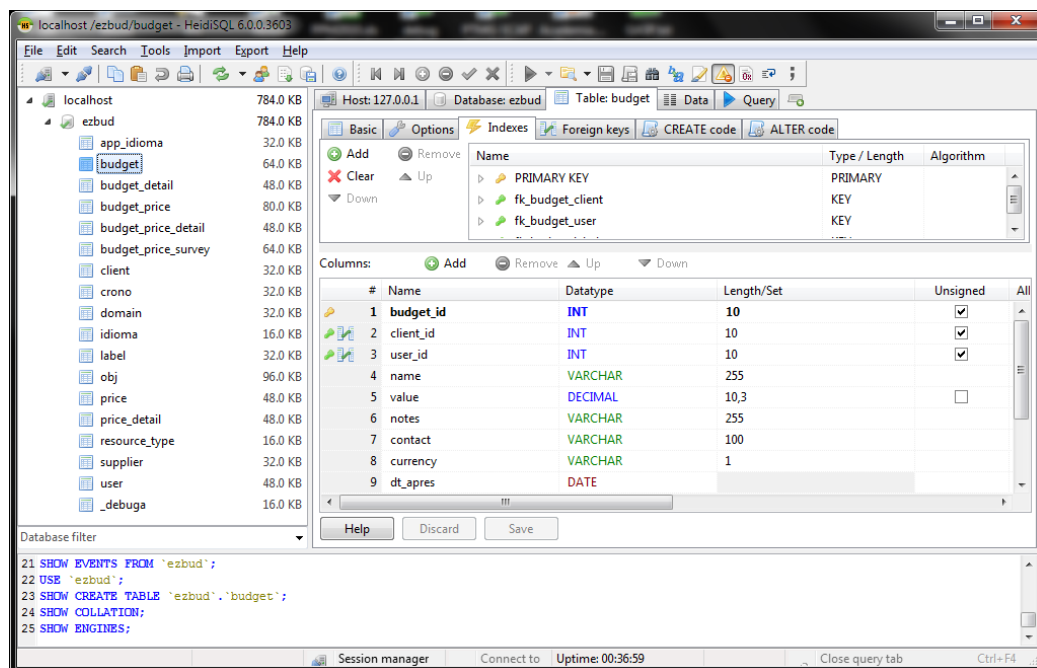 localhost /ezbud/budget - HeidiSQL 6.0.0.3603
File Edit Search Tools Import Export Help
localhost 784.0 KB
ezbud 784.0 KB
app_idioma 32.0 KB
budget 64.0 KB
budget_detail 48.0 KB
budget_price 80.0 KB
budget_price_detail 48.0 KB
budget_price_survey 64.0 KB
client 32.0 KB
crono 32.0 KB
domain 32.0 KB
idioma 16.0 KB
label 32.0 KB
obj 96.0 KB
price 48.0 KB
price_detail 48.0 KB
resource_type 16.0 KB
supplier 32.0 KB
user 48.0 KB
_debuga 16.0 KB
Database filter
Host: 127.0.0.1 Database: ezbud Table: budget Data Query
Basic Options Indexes Foreign keys CREATE code ALTER code
Add Remove
Clear Up
Down
Name Type / Length Algorithm
PRIMARY KEY PRIMARY
fk_budget_client KEY
fk_budget_user KEY
Columns: Add Remove Up Down
# Name Datatype Length/Set Unsigned All
1 budget_id INT 10
2 client_id INT 10
3 user_id INT 10
4 name VARCHAR 255
5 value DECIMAL 10,3
6 notes VARCHAR 255
7 contact VARCHAR 100
8 currency VARCHAR 1
9 dt_apres DATE
Help Discard Save
21 SHOW EVENTS FROM `ezbud`;
22 USE `ezbud`;
23 SHOW CREATE TABLE `ezbud`.`budget`;
24 SHOW COLLATION;
25 SHOW ENGINES;
Session manager Connect to Uptime: 00:36:59 Close query tab Ctrl+F4